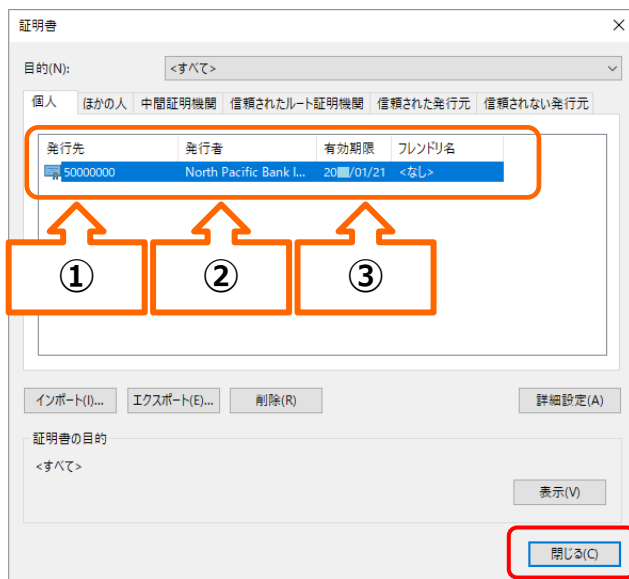 証明書
目的(N): <すべて>
個人 ほかの人 中間証明機関 信頼されたルート証明機関 信頼された発行元 信頼されない発行元
発行先 発行者 有効期限 フレンドリ名
50000000 North Pacific Bank I... 20 /01/21 <なし>
① ② ③
インポート(I)... エクスポート(E)... 削除(R) 詳細設定(A)
証明書の目的
<すべて>
表示(V)
閉じる(C)